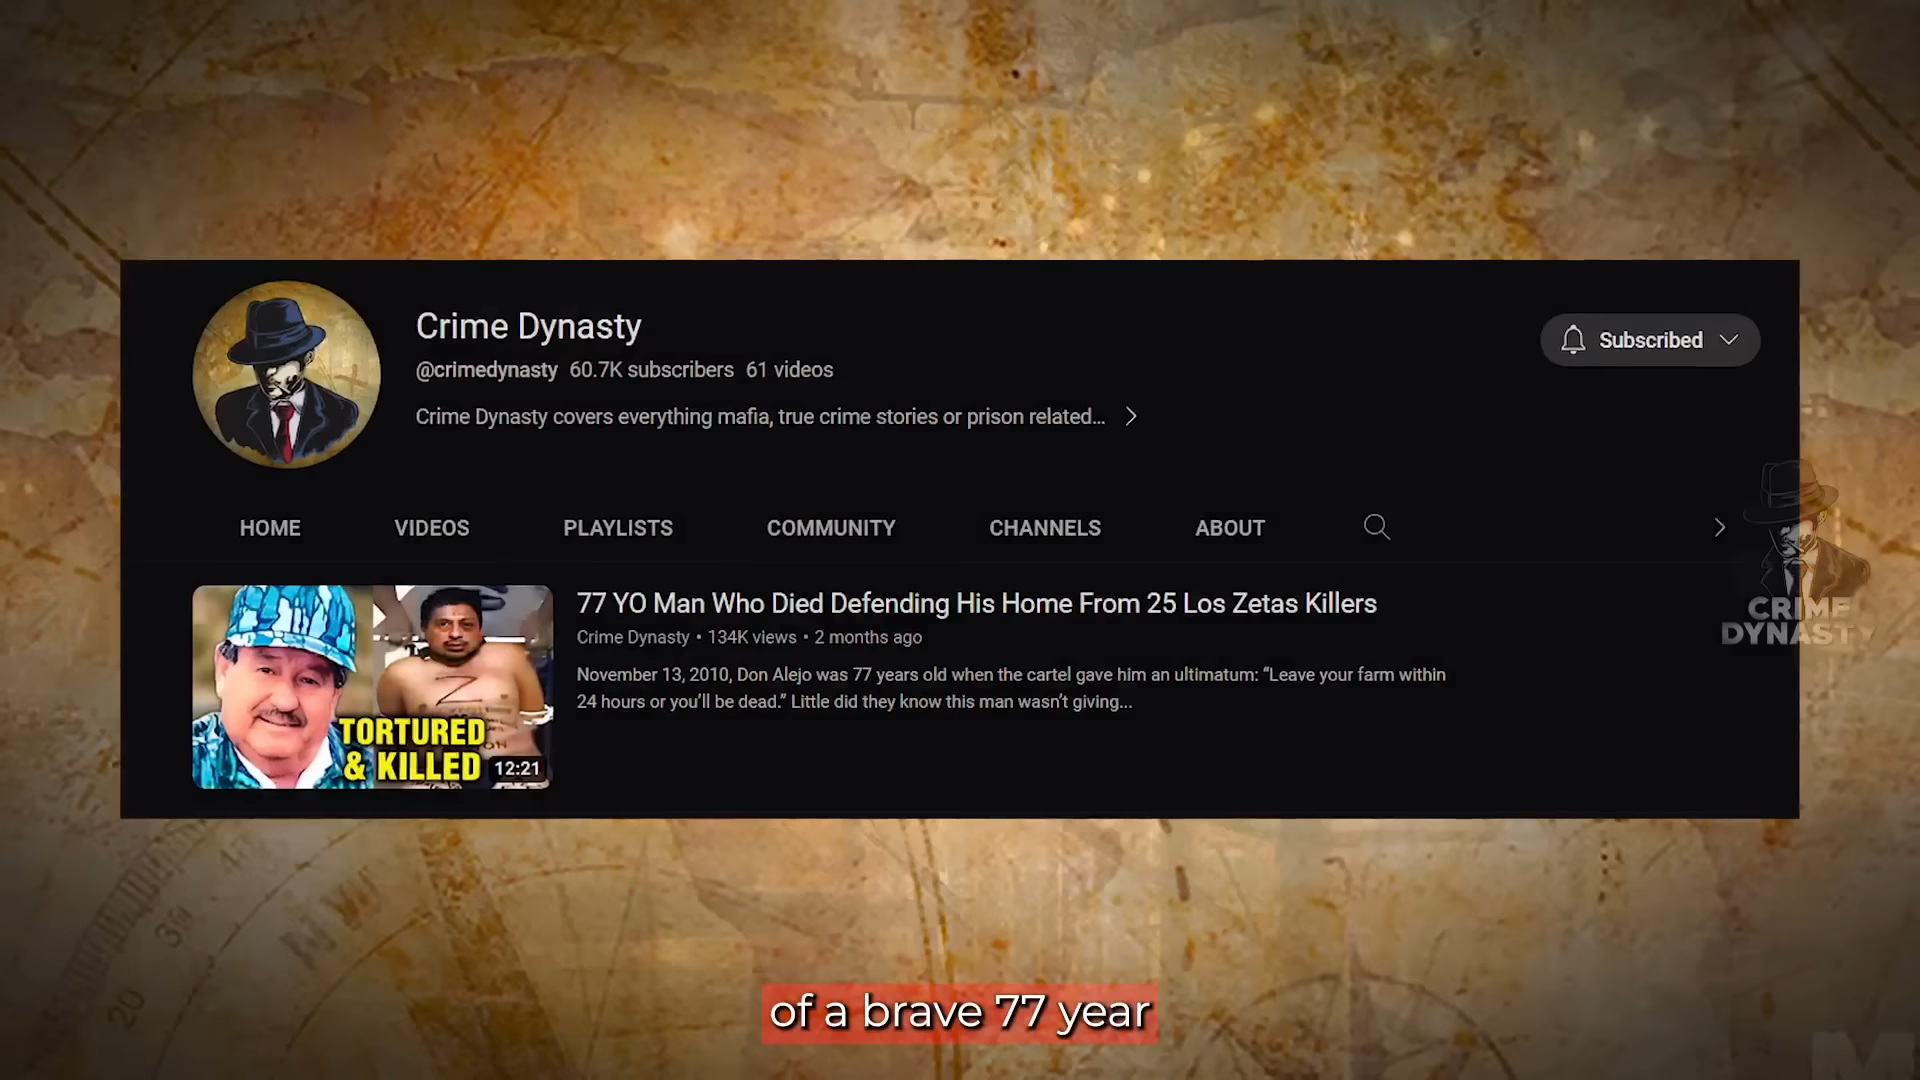 Crime Dynasty
@crimedynasty 60.7K subscribers 61 videos
Crime Dynasty covers everything mafia, true crime stories or prison related...
Subscribed
HOME VIDEOS PLAYLISTS COMMUNITY CHANNELS ABOUT
77 YO Man Who Died Defending His Home From 25 Los Zetas Killers
Crime Dynasty • 134K views • 2 months ago
November 13, 2010, Don Alejo was 77 years old when the cartel gave him an ultimatum: “Leave your farm within
24 hours or you’ll be dead.” Little did they know this man wasn’t giving...
Z
TORTURED
& KILLED
12:21
CRIME
DYNASTY
20
30
of a brave 77 year
M